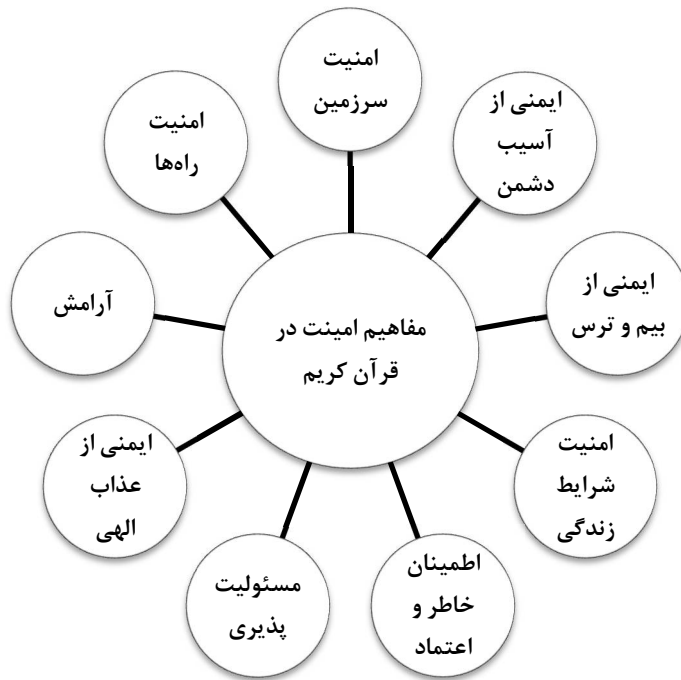 امنیت
سرزمین
ایمنی از
آسیب
دشمن
ایمنی از
بیم و ترس
امنیت
شرایط
زندگی
اطمینان
خاطر و
اعتماد
مسئولیت
پذیری
ایمنی از
عذاب
الهی
آرامش
امنیت
راه‌ها
مفاهیم امینت در
قرآن کریم